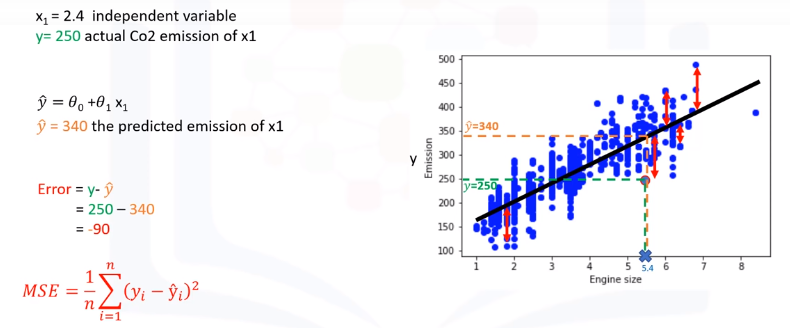 x₁ = 2.4 independent variable
y= 250 actual Co2 emission of x1
ŷ = θ₀ +θ₁ x₁
ŷ = 340 the predicted emission of x1
Error = y- ŷ
= 250 – 340
= -90
MSE = 1/n ∑ᵢ₌₁ⁿ (yᵢ − ŷᵢ)²
500
450
400
350
300
250
200
150
100
ŷ=340
y=250
y
Emission
1 2 3 4 5 5.4 6 7 8
Engine size